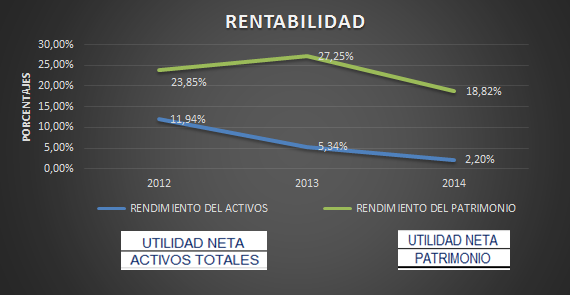 RENTABILIDAD
30,00%
25,00%
20,00%
15,00%
10,00%
5,00%
0,00%
PORCENTAJES
23,85%
27,25%
18,82%
11,94%
5,34%
2,20%
2012
2013
2014
RENDIMIENTO DEL ACTIVOS
RENDIMIENTO DEL PATRIMONIO
UTILIDAD NETA
ACTIVOS TOTALES
UTILIDAD NETA
PATRIMONIO